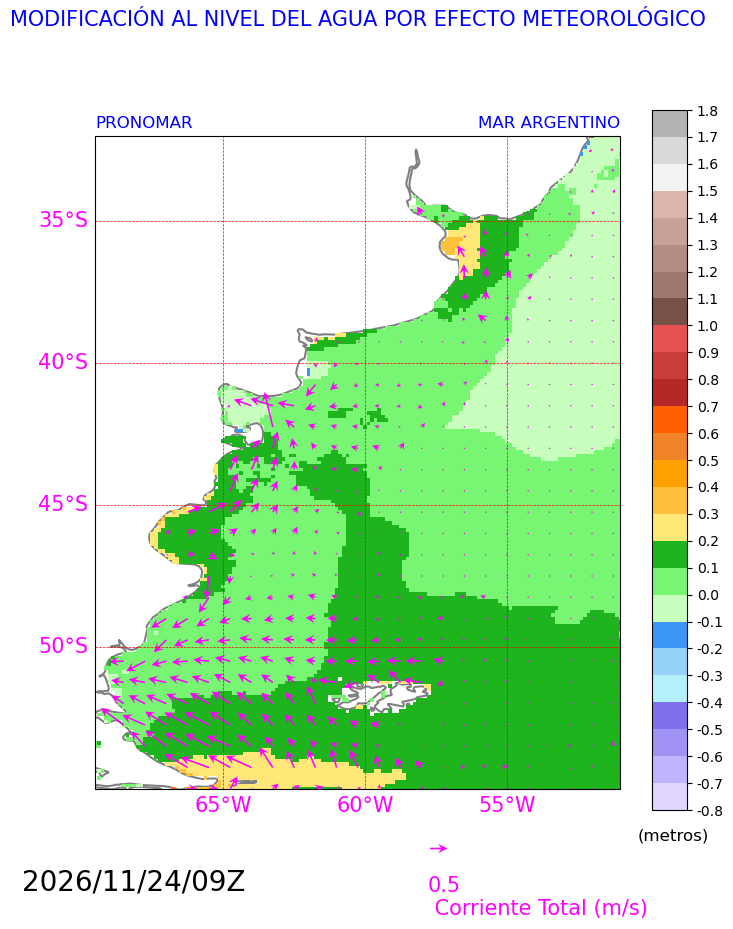 MODIFICACIÓN AL NIVEL DEL AGUA POR EFECTO METEOROLÓGICO
PRONOMAR MAR ARGENTINO
35°S
40°S
45°S
50°S
65°W 60°W 55°W
1.8
1.7
1.6
1.5
1.4
1.3
1.2
1.1
1.0
0.9
0.8
0.7
0.6
0.5
0.4
0.3
0.2
0.1
0.0
-0.1
-0.2
-0.3
-0.4
-0.5
-0.6
-0.7
-0.8
(metros)
2026/11/24/09Z
0.5
Corriente Total (m/s)